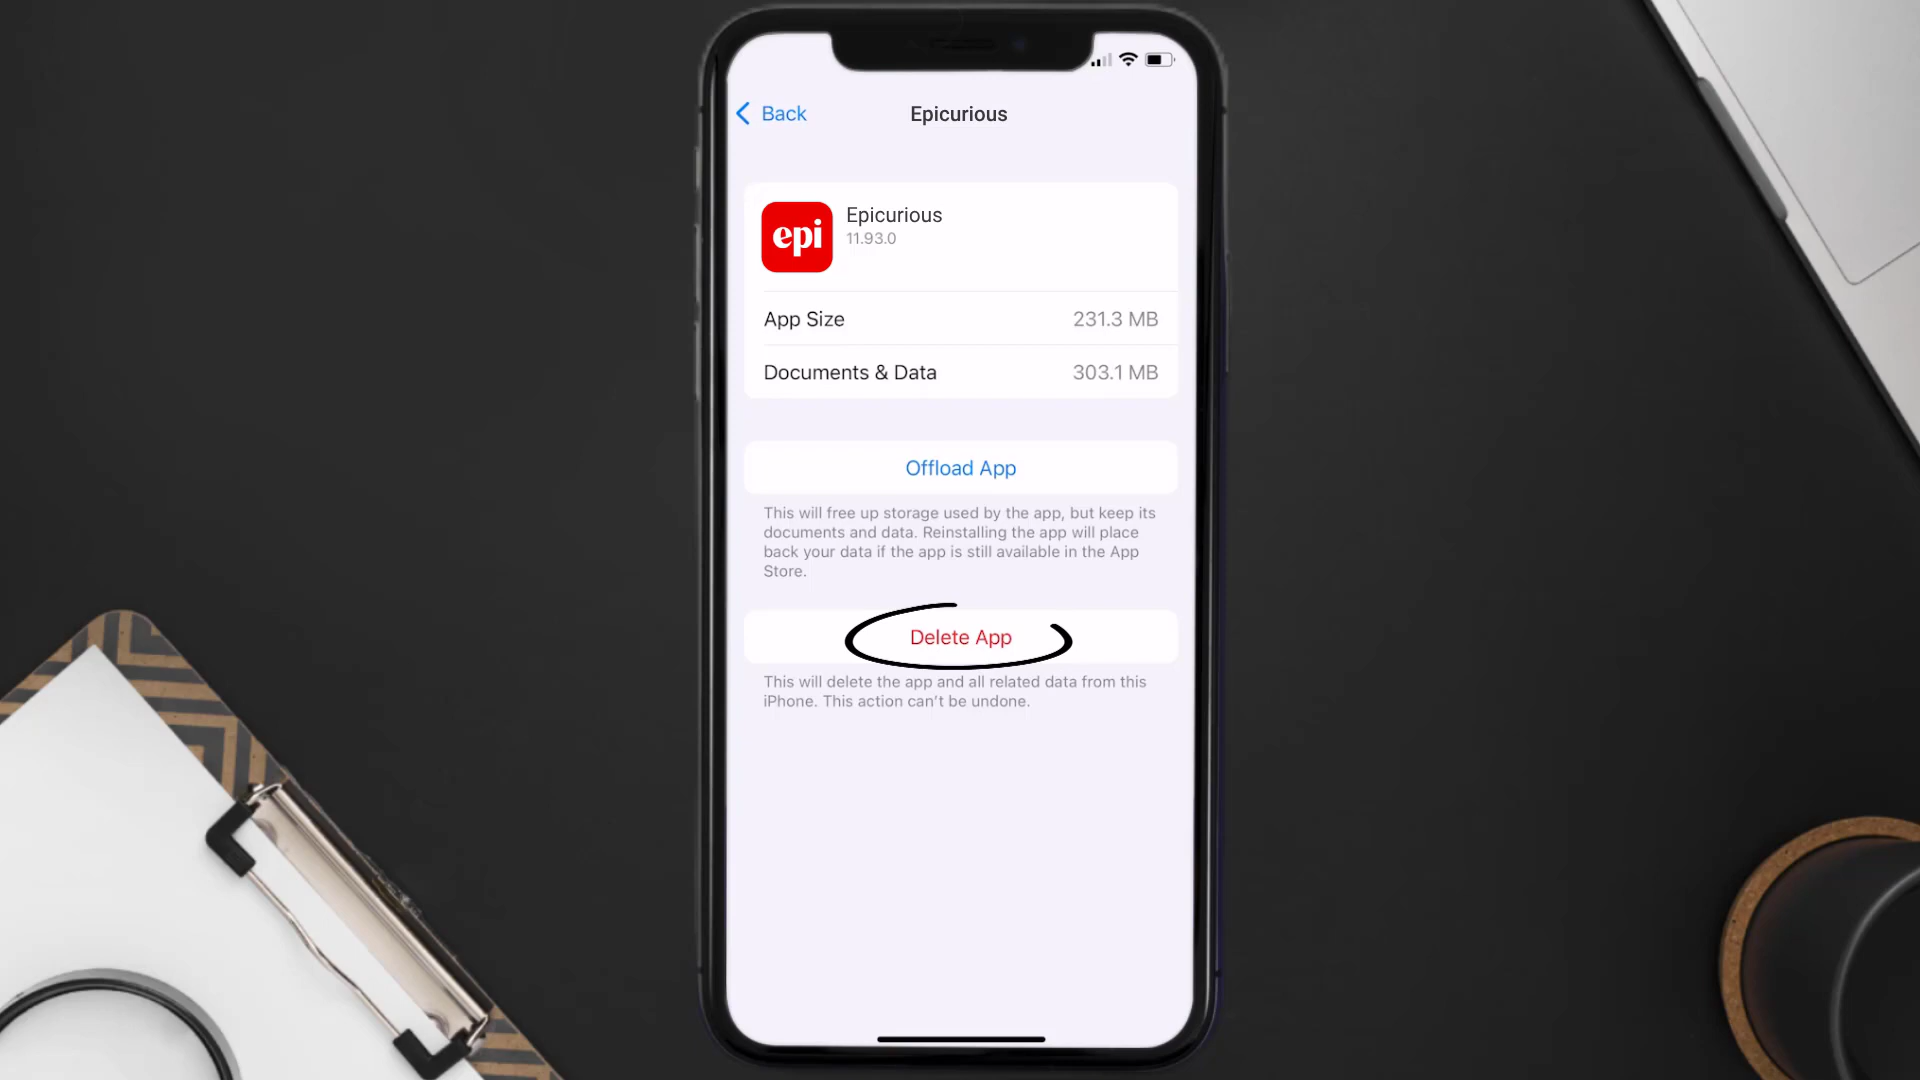 Back
Epicurious
epi
Epicurious
11.93.0
App Size
231.3 MB
Documents & Data
303.1 MB
Offload App
This will free up storage used by the app, but keep its
documents and data. Reinstalling the app will place
back your data if the app is still available in the App
Store.
Delete App
This will delete the app and all related data from this
iPhone. This action can't be undone.